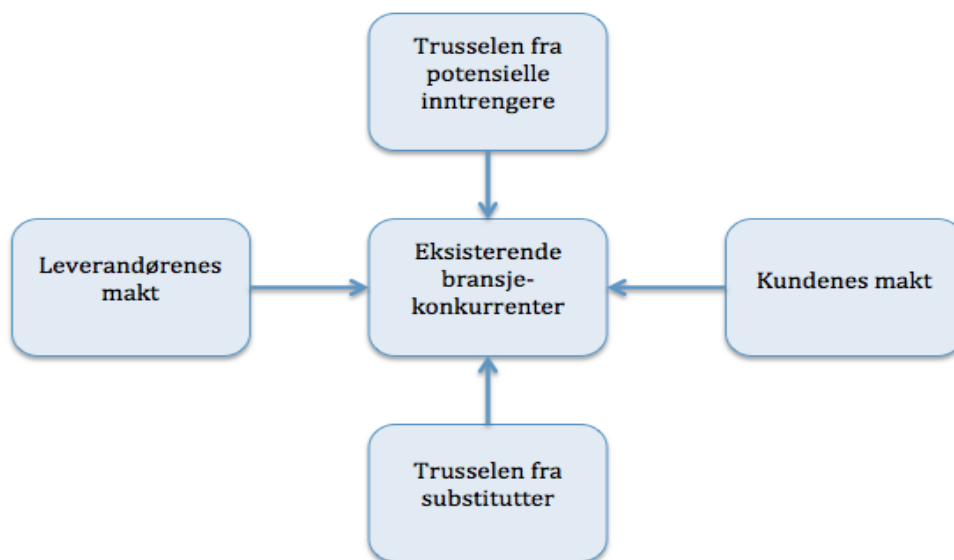 Trusselen fra
potensielle
inntrengere
Leverandørenes
makt
Eksisterende
bransje-
konkurrenter
Kundenes makt
Trusselen fra
substitutter